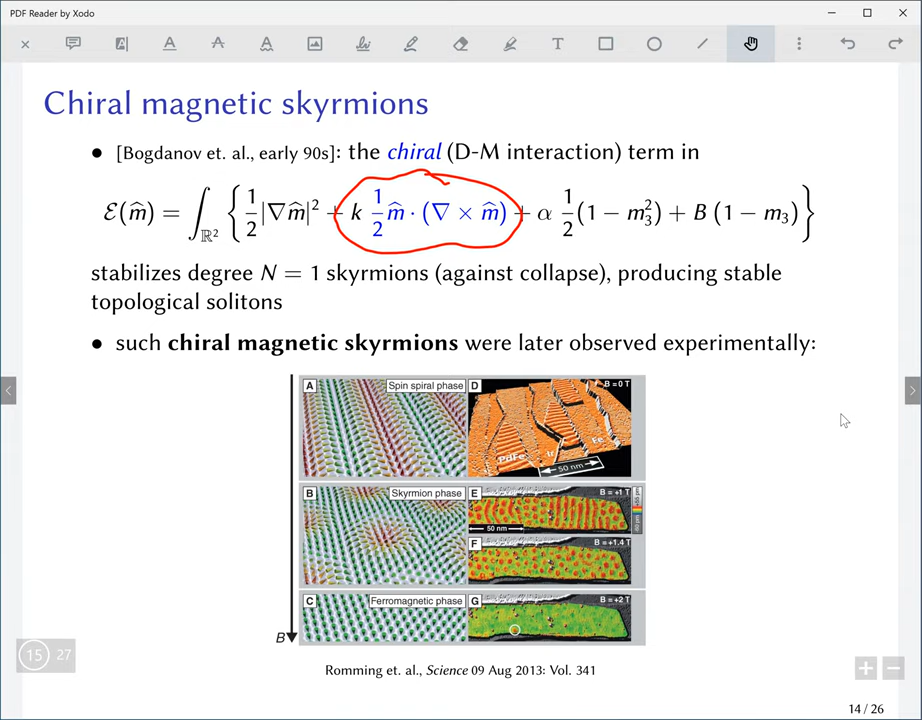 PDF Reader by Xodo
Chiral magnetic skyrmions
• [Bogdanov et. al., early 90s]: the chiral (D-M interaction) term in
ℰ(m̂) = ∫_ℝ² { 1/2 |∇m̂|² + k 1/2 m̂ · (∇ × m̂) + α 1/2 (1 − m₃²) + B (1 − m₃) }
stabilizes degree N = 1 skyrmions (against collapse), producing stable
topological solitons
• such chiral magnetic skyrmions were later observed experimentally:
A Spin spiral phase
D B = 0 T
PdFe Ir Fe
50 nm
B Skyrmion phase
E B = +1 T
50 nm
F B = +1.4 T
C Ferromagnetic phase
G B = +2 T
B
Romming et. al., Science 09 Aug 2013: Vol. 341
15 27
14 / 26